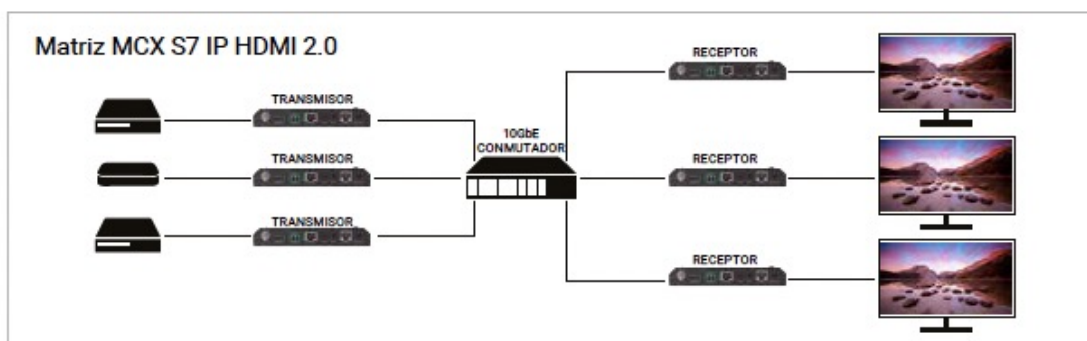 Matriz MCX S7 IP HDMI 2.0
TRANSMISOR
TRANSMISOR
TRANSMISOR
10GbE
CONMUTADOR
RECEPTOR
RECEPTOR
RECEPTOR